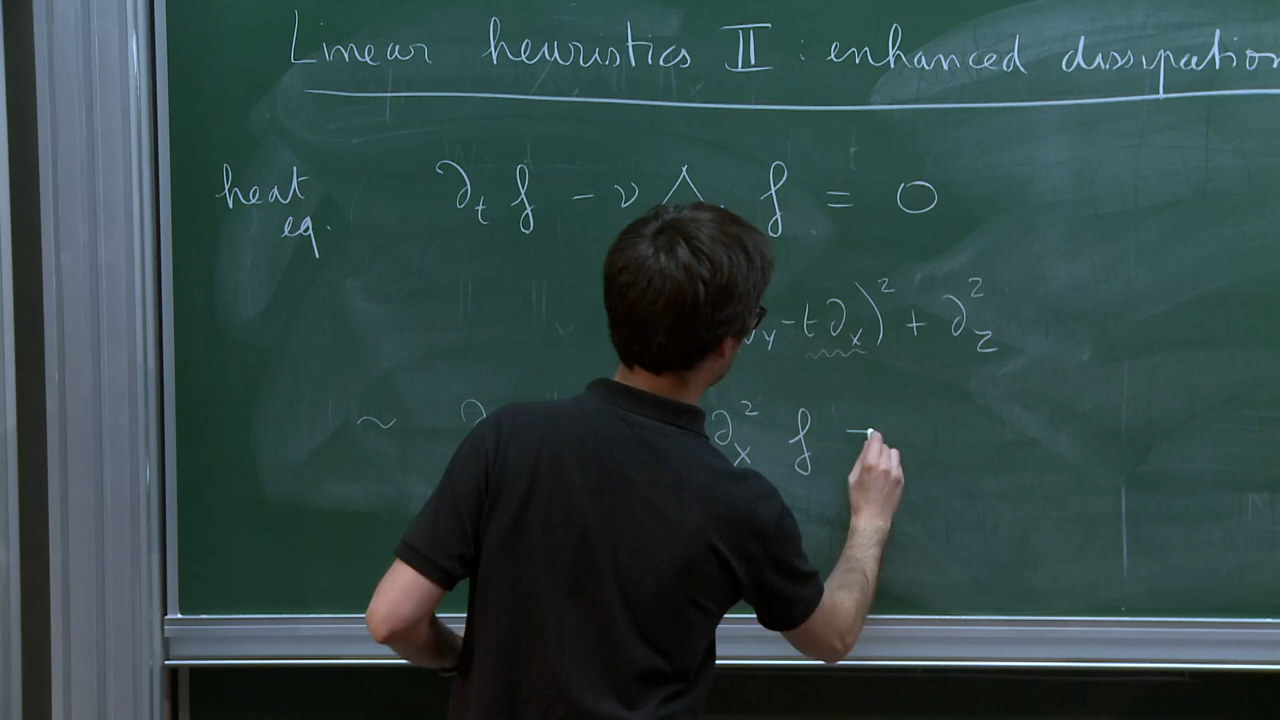 Linear heuristics II : enhanced dissipation
heat eq. ∂_t f - ν Δ f = 0
y - t∂_x)² + ∂_z²
~ ∂ ∂_x² f -